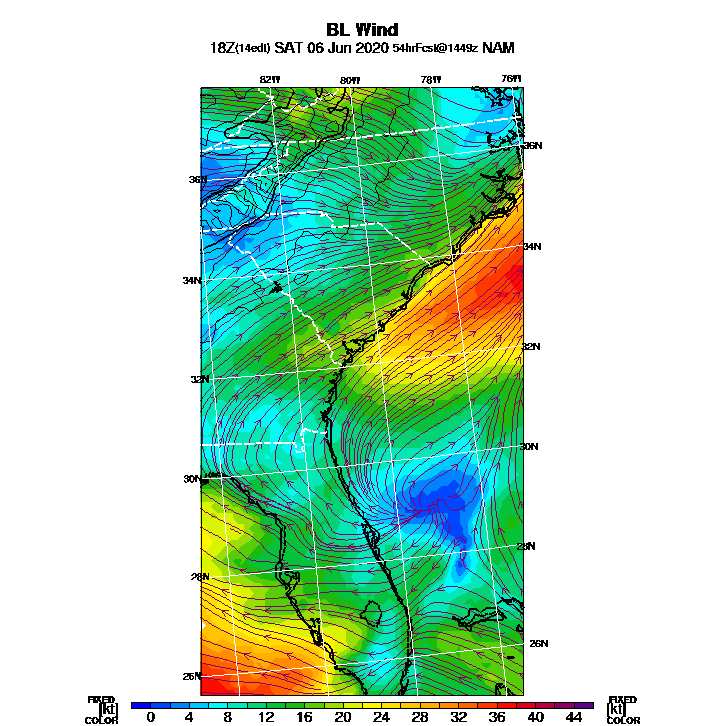 BL Wind
18Z(14edt) SAT 06 Jun 2020 54hrFcst@1449z NAM
82W 80W 78W 76W
36N
36N
34N
34N
32N
32N
30N
30N
28N
28N
26N
26N
FIXED FIXED
[kt] 0 4 8 12 16 20 24 28 32 36 40 44 [kt]
COLOR COLOR